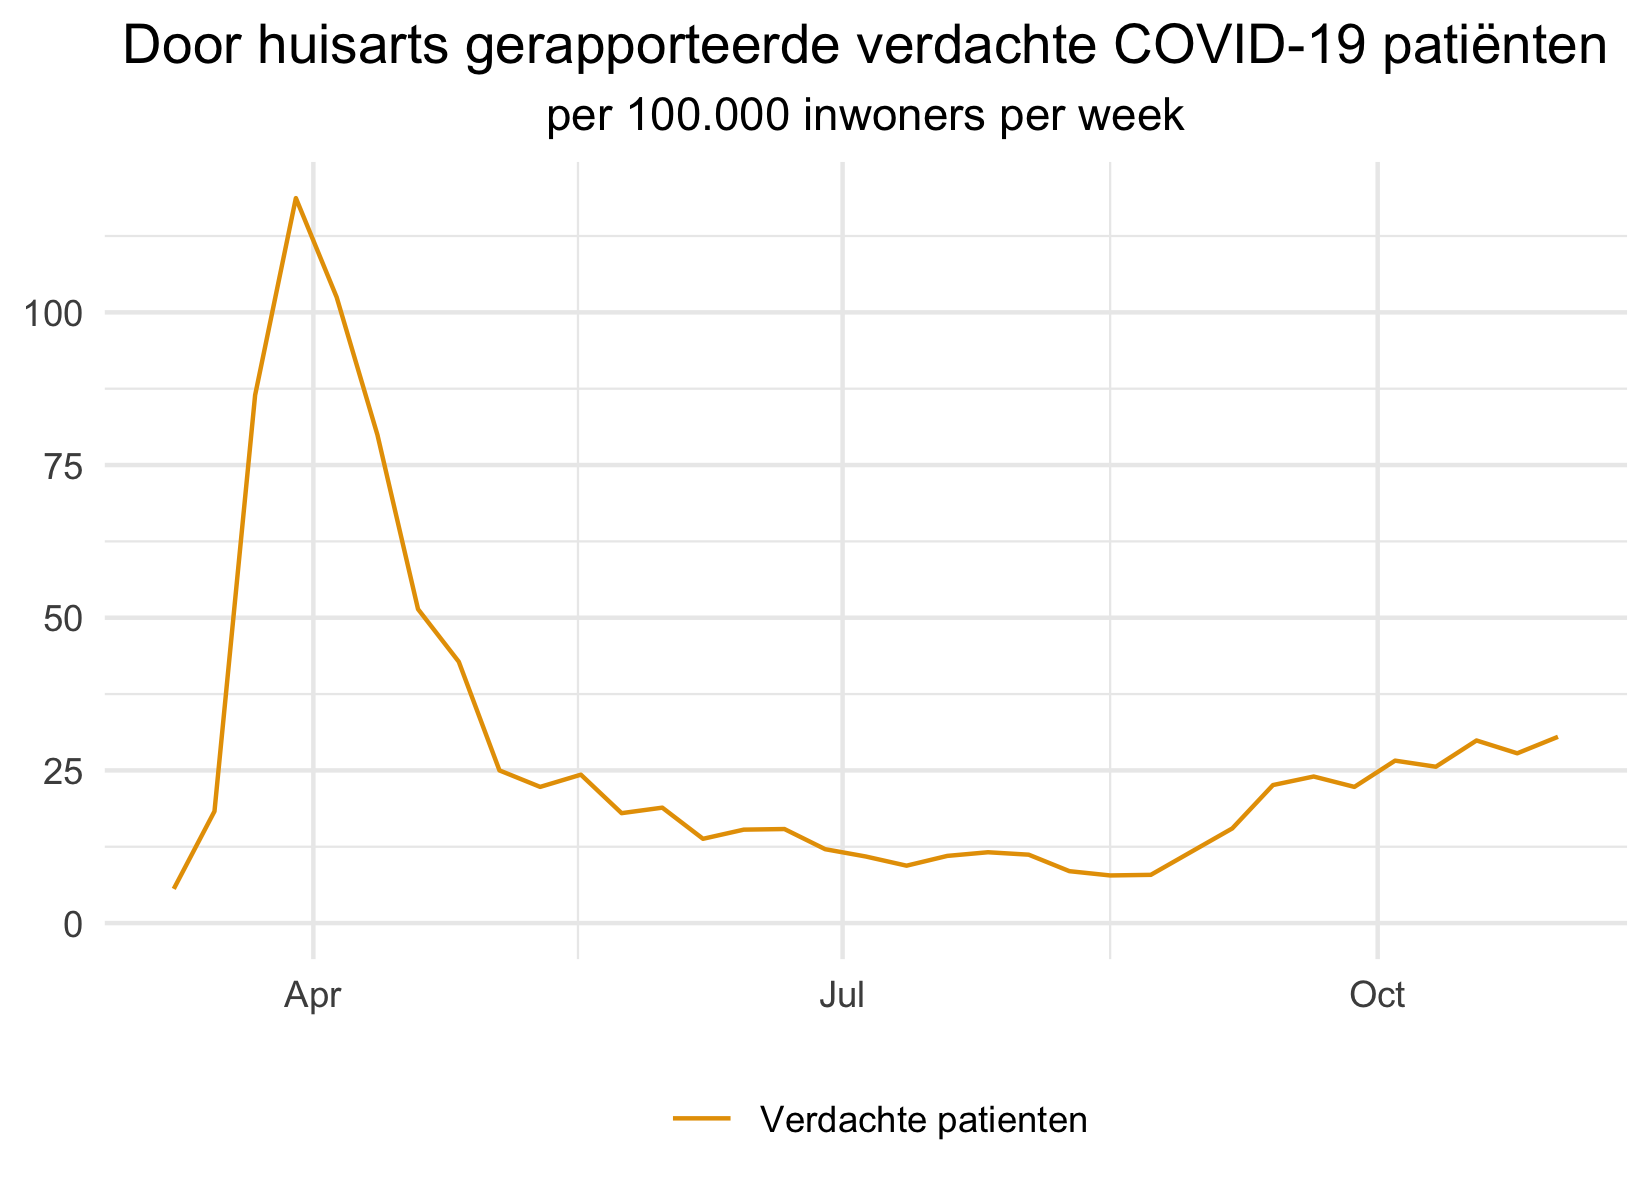 Door huisarts gerapporteerde verdachte COVID-19 patiënten
per 100.000 inwoners per week
100
75
50
25
0
Apr Jul Oct
Verdachte patienten